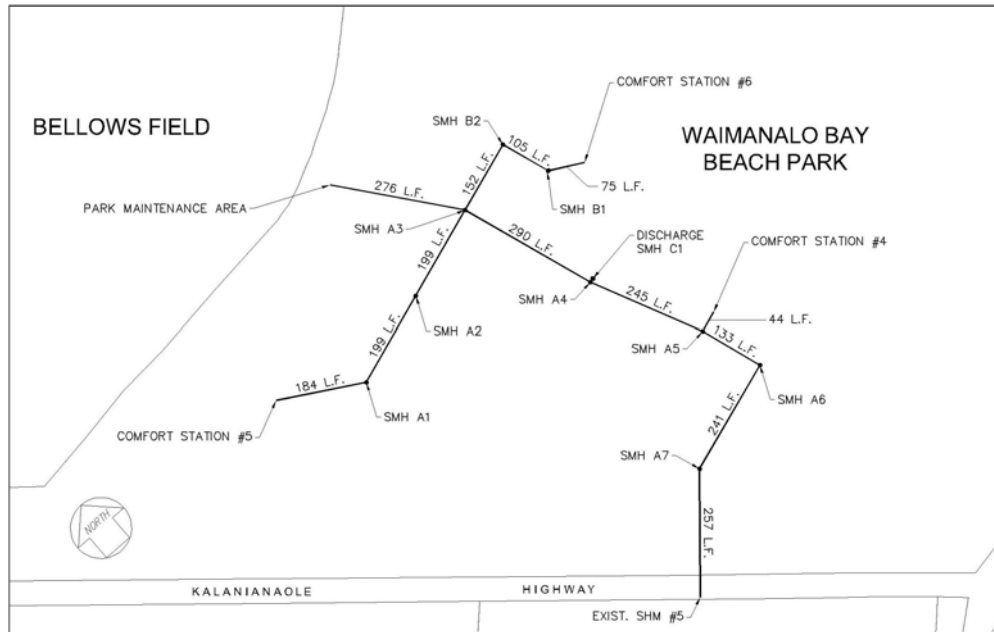 COMFORT STATION #6
BELLOWS FIELD
SMH B2
105 L.F.
WAIMANALO BAY
BEACH PARK
152 L.F.
75 L.F.
276 L.F.
PARK MAINTENANCE AREA
SMH B1
SMH A3
290 L.F.
DISCHARGE
SMH C1
COMFORT STATION #4
199 L.F.
SMH A4
245 L.F.
44 L.F.
SMH A2
SMH A5
133 L.F.
199 L.F.
184 L.F.
SMH A1
SMH A6
241 L.F.
COMFORT STATION #5
SMH A7
NORTH
257 L.F.
KALANIANAOLE HIGHWAY
EXIST. SHM #5